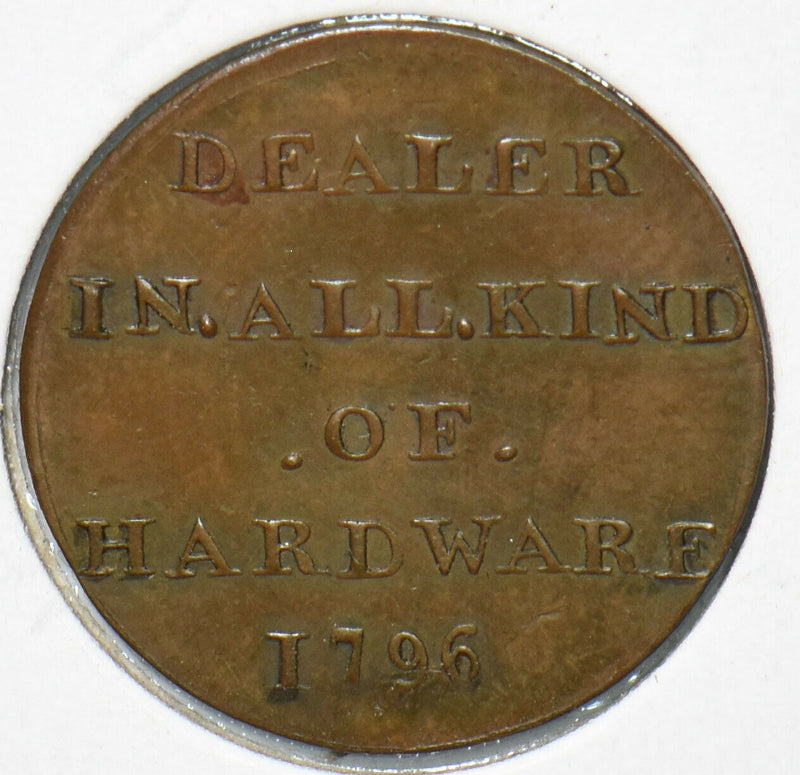 DEALER
IN.ALL.KIND
.OF.
HARDWARE
1796